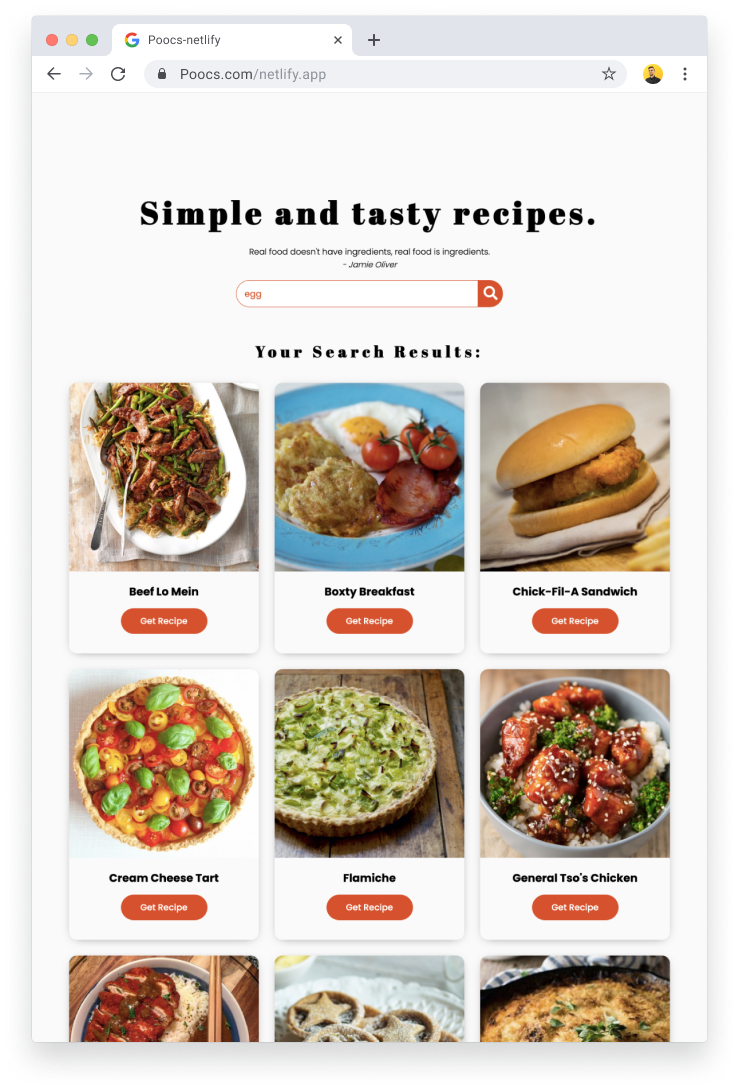 Poocs-netlify
Poocs.com/netlify.app
Simple and tasty recipes.
Real food doesn't have ingredients, real food is ingredients.
- Jamie Oliver
egg
Your Search Results:
Beef Lo Mein
Boxty Breakfast
Chick-Fil-A Sandwich
Get Recipe
Get Recipe
Get Recipe
Cream Cheese Tart
Flamiche
General Tso's Chicken
Get Recipe
Get Recipe
Get Recipe